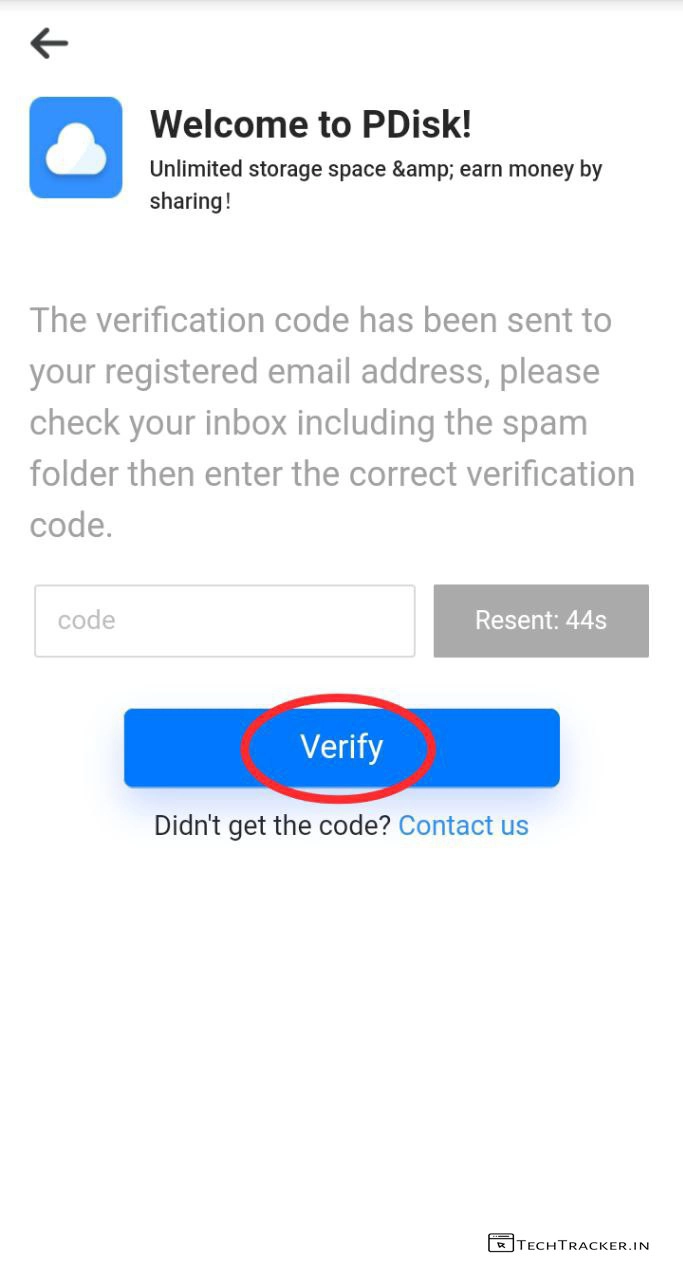 Welcome to PDisk!
Unlimited storage space &amp; earn money by
sharing!
The verification code has been sent to
your registered email address, please
check your inbox including the spam
folder then enter the correct verification
code.
code
Resent: 44s
Verify
Didn't get the code? Contact us
TECHTRACKER.IN